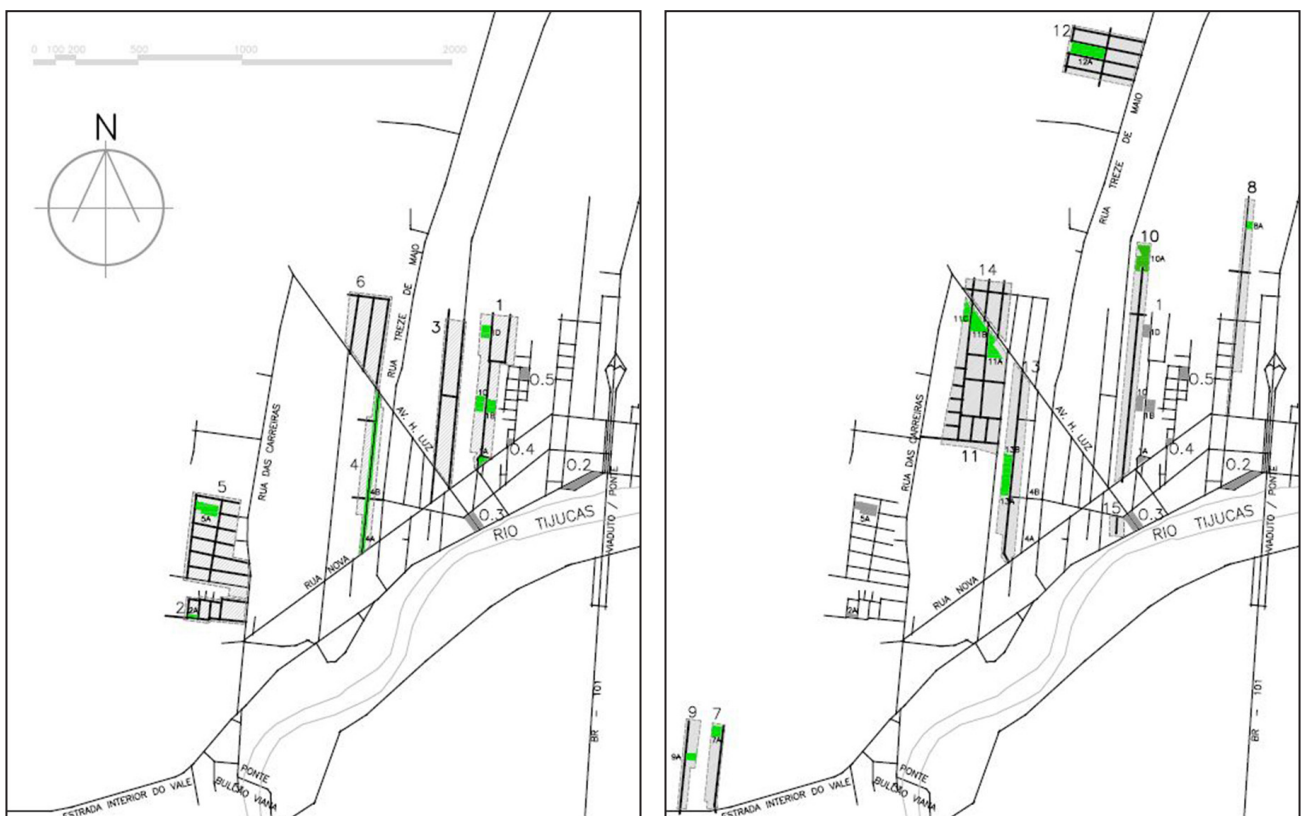 0 100 200 500 1000 2000
N
6
3
1
1D
RUA TREZE DE MAIO
0.5
1C
1B
AV. H. LUZ
RUA DAS CARREIRAS
0.4
1A
4
0.2
5
4B
5A
0.3
RIO TIJUCAS
VIADUTO / PONTE
4A
RUA NOVA
2
2A
BR - 101
PONTE
BULCÃO VIANA
ESTRADA INTERIOR DO VALE
12
12A
RUA TREZE DE MAIO
8
8A
10
10A
14
1
11C
11B
1D
11A
13
0.5
1B
AV. H. LUZ
RUA DAS CARREIRAS
11
13B
0.4
1A
0.2
13A
4B
5A
15
0.3
RIO TIJUCAS
VIADUTO / PONTE
4A
RUA NOVA
2A
BR - 101
9
7
7A
9A
PONTE
BULCÃO VIANA
ESTRADA INTERIOR DO VALE